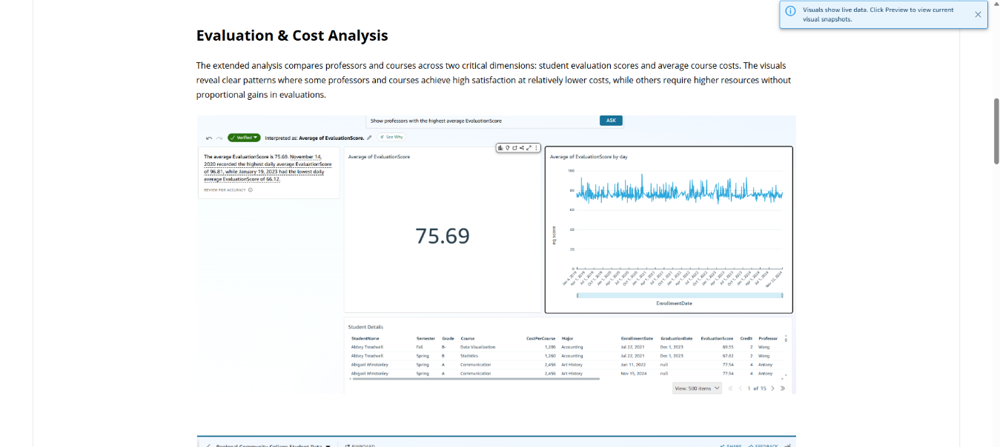 Visuals show live data. Click Preview to view current
visual snapshots.
Evaluation & Cost Analysis
The extended analysis compares professors and courses across two critical dimensions: student evaluation scores and average course costs. The visuals
reveal clear patterns where some professors and courses achieve high satisfaction at relatively lower costs, while others require higher resources without
proportional gains in evaluations.
Show professors with the highest average EvaluationScore
ASK
Verified
Interpreted as: Average of EvaluationScore.
See Why
The average EvaluationScore is 75.69. November 14,
2020 recorded the highest daily average EvaluationScore
of 96.81, while January 19, 2023 had the lowest daily
average EvaluationScore of 66.12.
REVIEW FOR ACCURACY
Average of EvaluationScore
75.69
Average of EvaluationScore by day
100
80
60
40
20
0
EnrollmentDate
Student Details
StudentName Semester Grade Course CostPerCourse Major EnrollmentDate GraduationDate EvaluationScore Credit Professor
Abbey Treadwell Fall B- Data Visualization 1,206 Accounting Jul 22, 2021 Dec 1, 2023 69.55 2 Wang
Abbey Treadwell Spring B Statistics 1,260 Accounting Jul 22, 2021 Dec 1, 2023 67.82 2 Wang
Abigael Winstanley Spring A Communication 2,456 Art History Jun 11, 2022 null 77.54 4 Antony
Abigael Winstanley Spring A Communication 2,456 Art History Nov 15, 2024 null 77.54 4 Antony
View: 500 items
1 of 15
Regional Community College Student Data
PINBOARD
SHARE
FEEDBACK